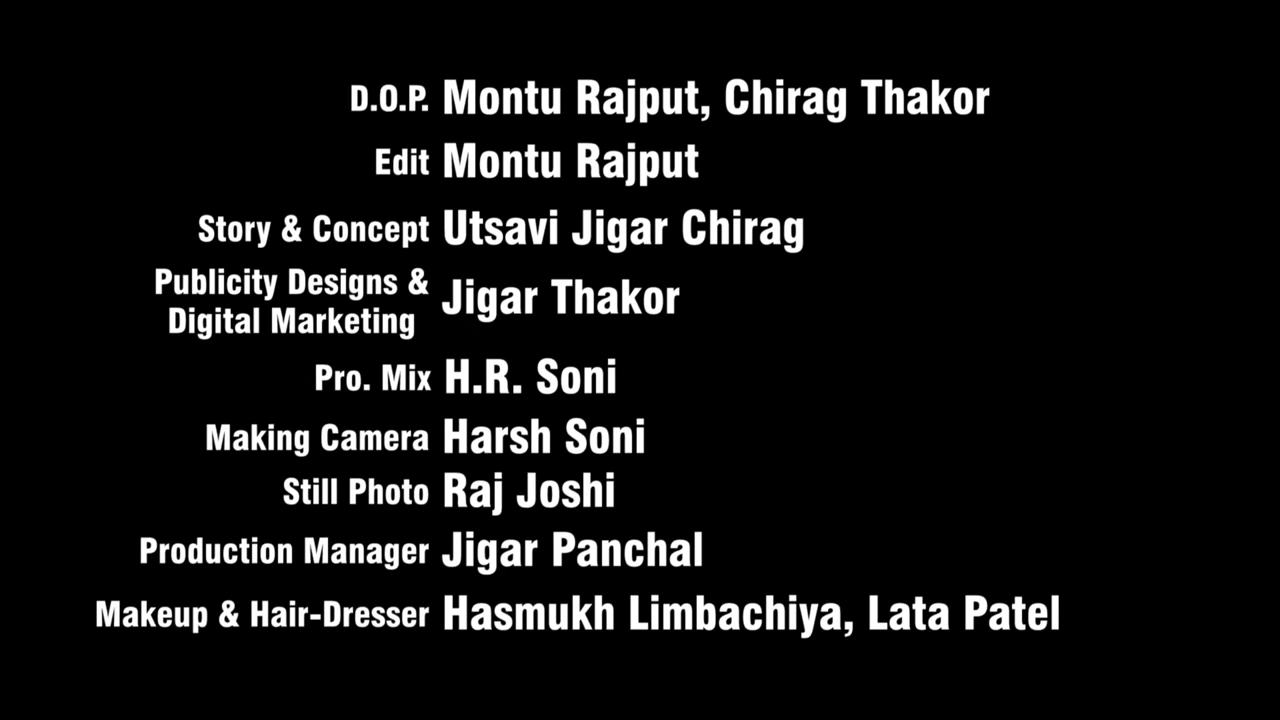 D.O.P. Montu Rajput, Chirag Thakor
Edit Montu Rajput
Story & Concept Utsavi Jigar Chirag
Publicity Designs &
Digital Marketing Jigar Thakor
Pro. Mix H.R. Soni
Making Camera Harsh Soni
Still Photo Raj Joshi
Production Manager Jigar Panchal
Makeup & Hair-Dresser Hasmukh Limbachiya, Lata Patel